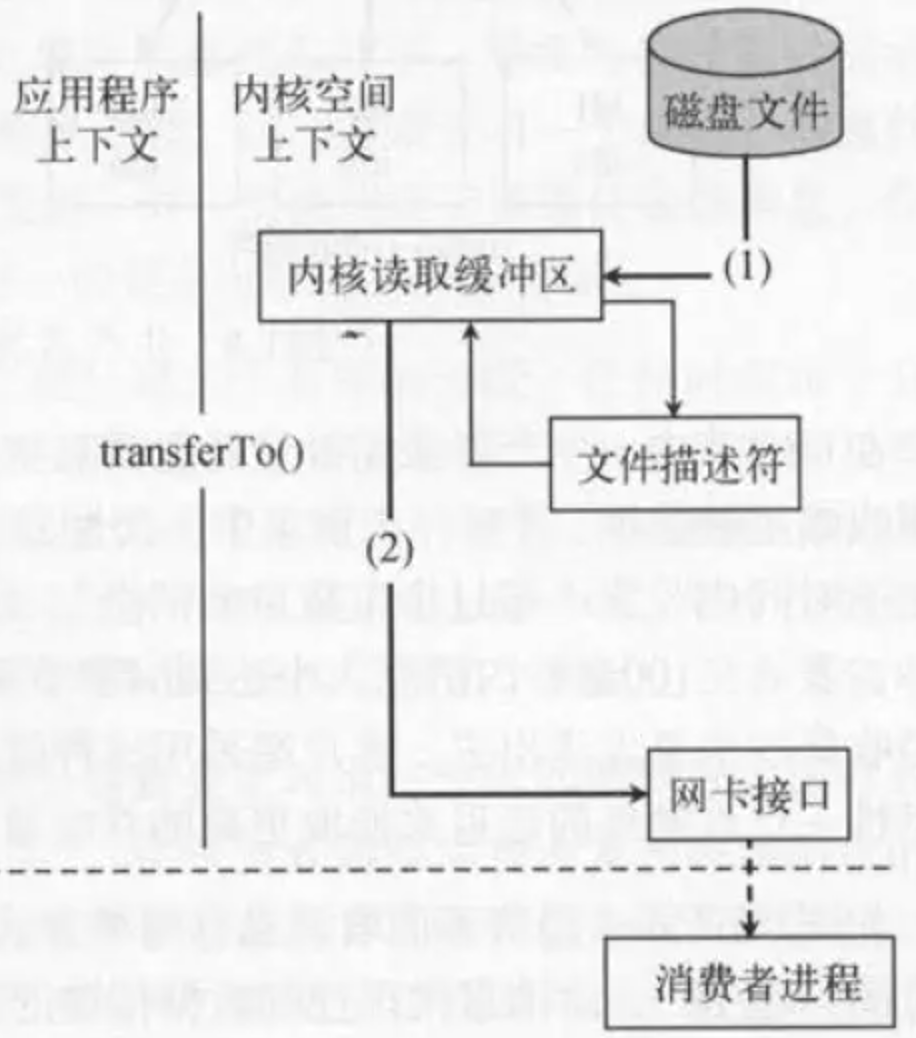 应用程序
上下文
内核空间
上下文
磁盘文件
(1)
内核读取缓冲区
transferTo()
文件描述符
(2)
网卡接口
消费者进程